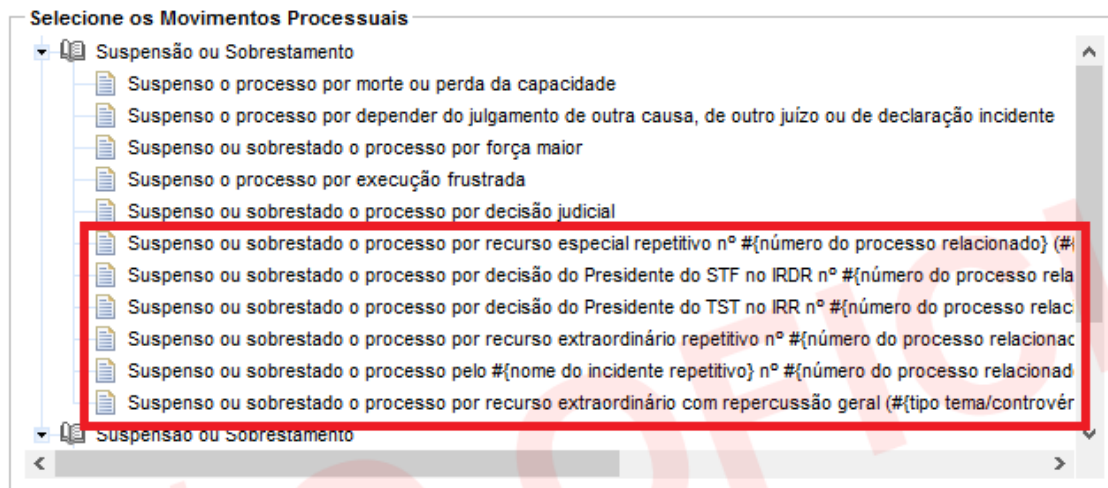 Selecione os Movimentos Processuais
Suspensão ou Sobrestamento
Suspenso o processo por morte ou perda da capacidade
Suspenso o processo por depender do julgamento de outra causa, de outro juízo ou de declaração incidente
Suspenso ou sobrestado o processo por força maior
Suspenso o processo por execução frustrada
Suspenso ou sobrestado o processo por decisão judicial
Suspenso ou sobrestado o processo por recurso especial repetitivo nº #{número do processo relacionado} (#{
Suspenso ou sobrestado o processo por decisão do Presidente do STF no IRDR nº #{número do processo rela
Suspenso ou sobrestado o processo por decisão do Presidente do TST no IRR nº #{número do processo relac
Suspenso ou sobrestado o processo por recurso extraordinário repetitivo nº #{número do processo relacionac
Suspenso ou sobrestado o processo pelo #{nome do incidente repetitivo} nº #{número do processo relacionad
Suspenso ou sobrestado o processo por recurso extraordinário com repercussão geral (#{tipo tema/controvér
Suspensão ou Sobrestamento